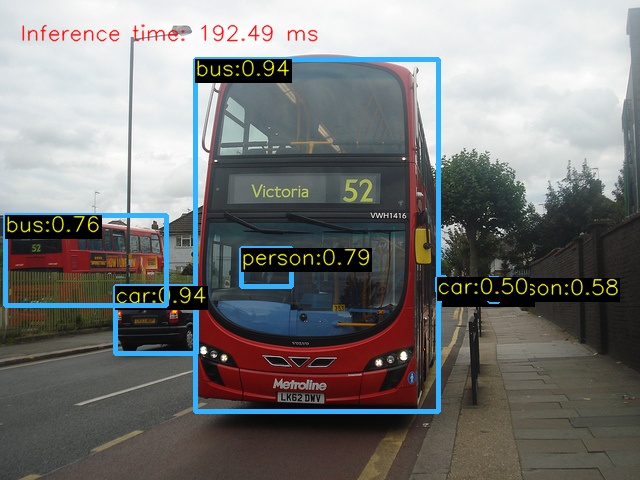 Inference time: 192.49 ms
bus:0.94
Victoria 52
VWH1416
bus:0.76
52
person:0.79
car:0.94
car:0.50
son:0.58
volvo
Metroline
LK62 DWV